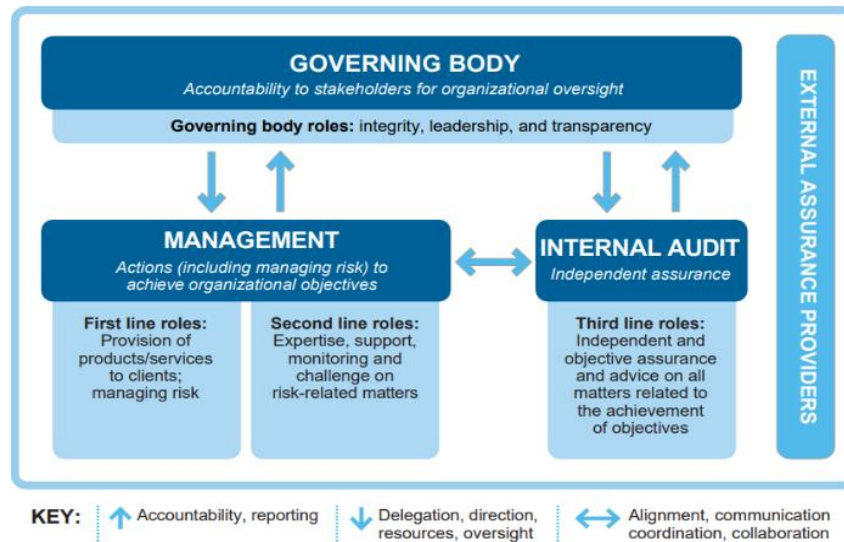 GOVERNING BODY
Accountability to stakeholders for organizational oversight
Governing body roles: integrity, leadership, and transparency
MANAGEMENT
Actions (including managing risk) to
achieve organizational objectives
First line roles:
Provision of
products/services
to clients;
managing risk
Second line roles:
Expertise, support,
monitoring and
challenge on
risk-related matters
INTERNAL AUDIT
Independent assurance
Third line roles:
Independent and
objective assurance
and advice on all
matters related to
the achievement
of objectives
EXTERNAL ASSURANCE PROVIDERS
KEY:
Accountability, reporting
Delegation, direction,
resources, oversight
Alignment, communication
coordination, collaboration